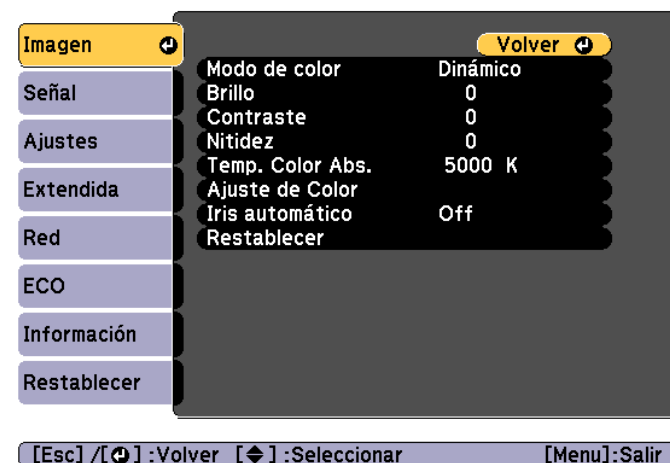 Imagen
Señal
Ajustes
Extendida
Red
ECO
Información
Restablecer
Volver
Modo de color Dinámico
Brillo 0
Contraste 0
Nitidez 0
Temp. Color Abs. 5000 K
Ajuste de Color
Iris automático Off
Restablecer
[Esc] /[ ] :Volver [ ] :Seleccionar [Menu]:Salir